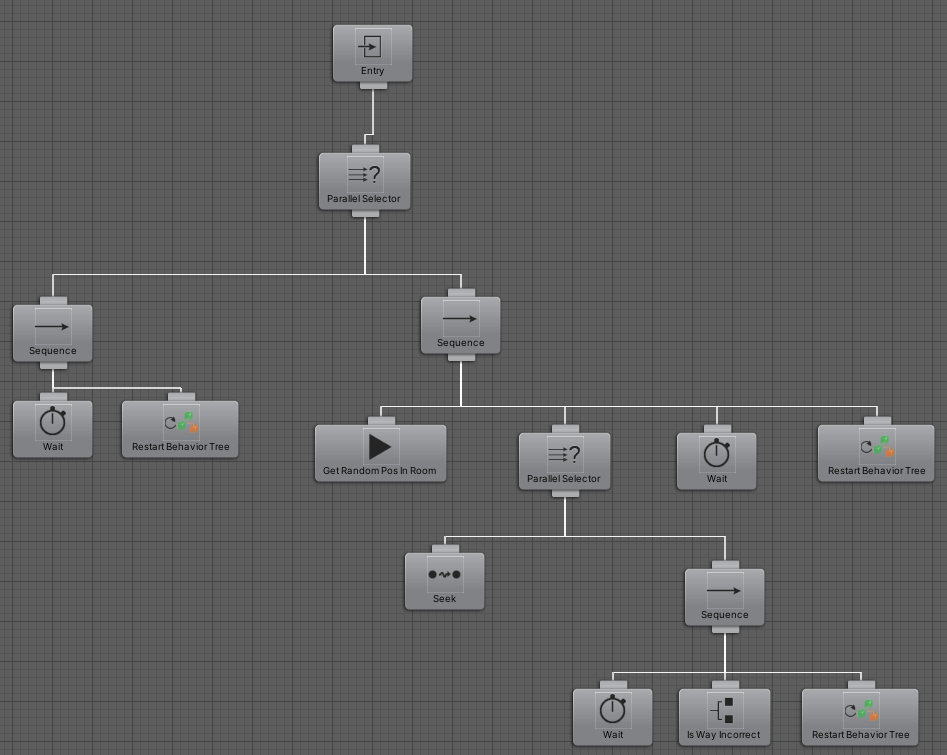 Entry
?
Parallel Selector
Sequence
Sequence
Wait
Restart Behavior Tree
Get Random Pos In Room
?
Parallel Selector
Wait
Restart Behavior Tree
Seek
Sequence
Wait
Is Way Incorrect
Restart Behavior Tree